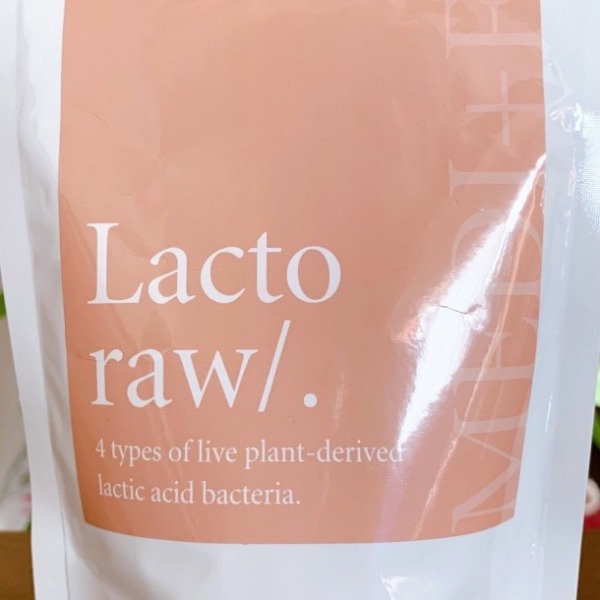 Lacto
raw/.
4 types of live plant-derived
lactic acid bacteria.